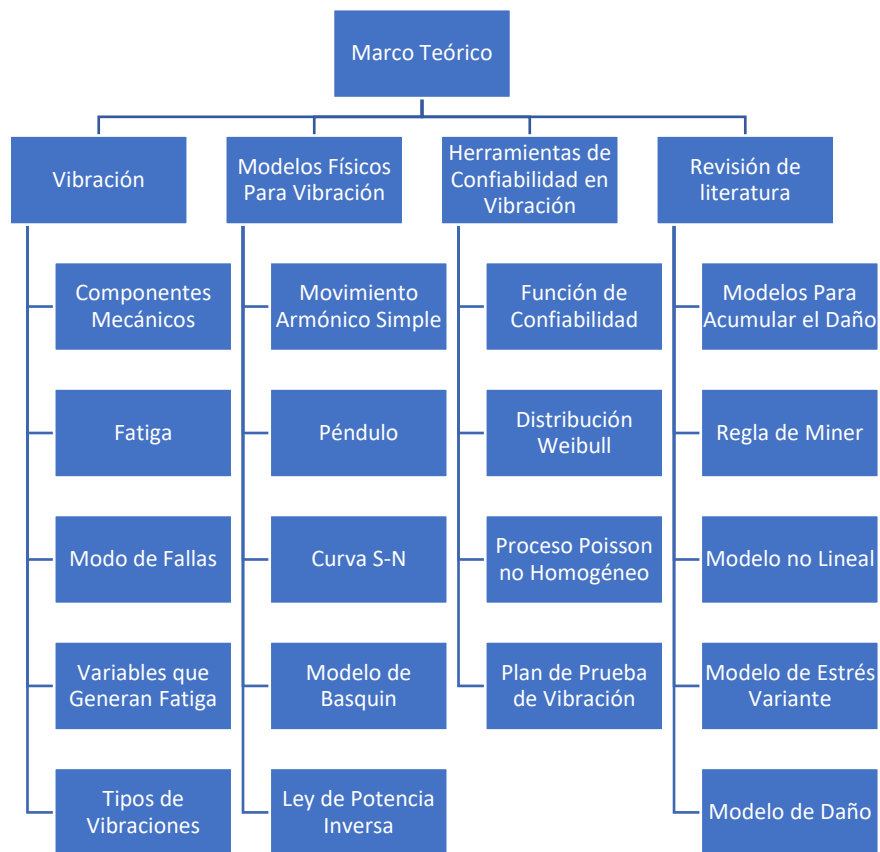 Marco Teórico
Vibración
Modelos Físicos
Para Vibración
Herramientas de
Confiabilidad en
Vibración
Revisión de
literatura
Componentes
Mecánicos
Fatiga
Modo de Fallas
Variables que
Generan Fatiga
Tipos de
Vibraciones
Movimiento
Armónico Simple
Péndulo
Curva S-N
Modelo de
Basquin
Ley de Potencia
Inversa
Función de
Confiabilidad
Distribución
Weibull
Proceso Poisson
no Homogéneo
Plan de Prueba
de Vibración
Modelos Para
Acumular el Daño
Regla de Miner
Modelo no Lineal
Modelo de Estrés
Variante
Modelo de Daño